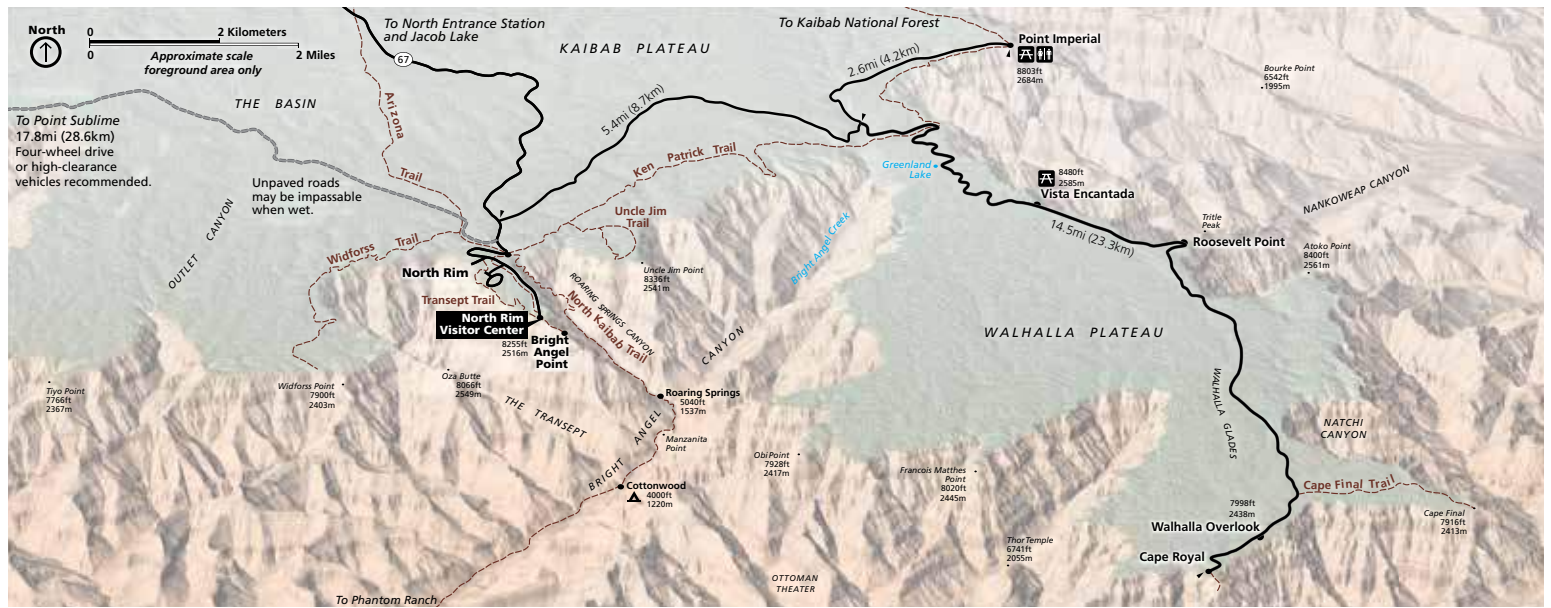 North
0
2 Kilometers
0
2 Miles
Approximate scale
foreground area only
To North Entrance Station
and Jacob Lake
67
KAIBAB PLATEAU
To Kaibab National Forest
Point Imperial
8803ft
2684m
2.6mi (4.2km)
Bourke Point
6542ft
1995m
THE BASIN
Arizona
Trail
5.4mi (8.7km)
To Point Sublime
17.8mi (28.6km)
Four-wheel drive
or high-clearance
vehicles recommended.
Unpaved roads
may be impassable
when wet.
Ken Patrick Trail
Greenland
Lake
8480ft
2585m
Vista Encantada
NANKOWEAP CANYON
OUTLET CANYON
Uncle Jim
Trail
Bright Angel Creek
14.5mi (23.3km)
Tritle
Peak
Roosevelt Point
Atoko Point
8400ft
2561m
Widforss Trail
North Rim
Uncle Jim Point
8336ft
2541m
ROARING SPRINGS CANYON
Transept Trail
North Kaibab Trail
North Rim
Visitor Center
8255ft
2516m
Bright
Angel
Point
WALHALLA PLATEAU
Tiyo Point
7766ft
2367m
Widforss Point
7900ft
2403m
Oza Butte
8066ft
2549m
THE TRANSEPT
Roaring Springs
5040ft
1537m
BRIGHT ANGEL CANYON
Manzanita
Point
WALHALLA GLADES
NATCHI
CANYON
Obi Point
7928ft
2417m
Francois Matthes
Point
8020ft
2445m
Cottonwood
4000ft
1220m
Cape Final Trail
7998ft
2438m
Walhalla Overlook
Cape Final
7916ft
2413m
Thor Temple
6741ft
2055m
Cape Royal
OTTOMAN
THEATER
To Phantom Ranch